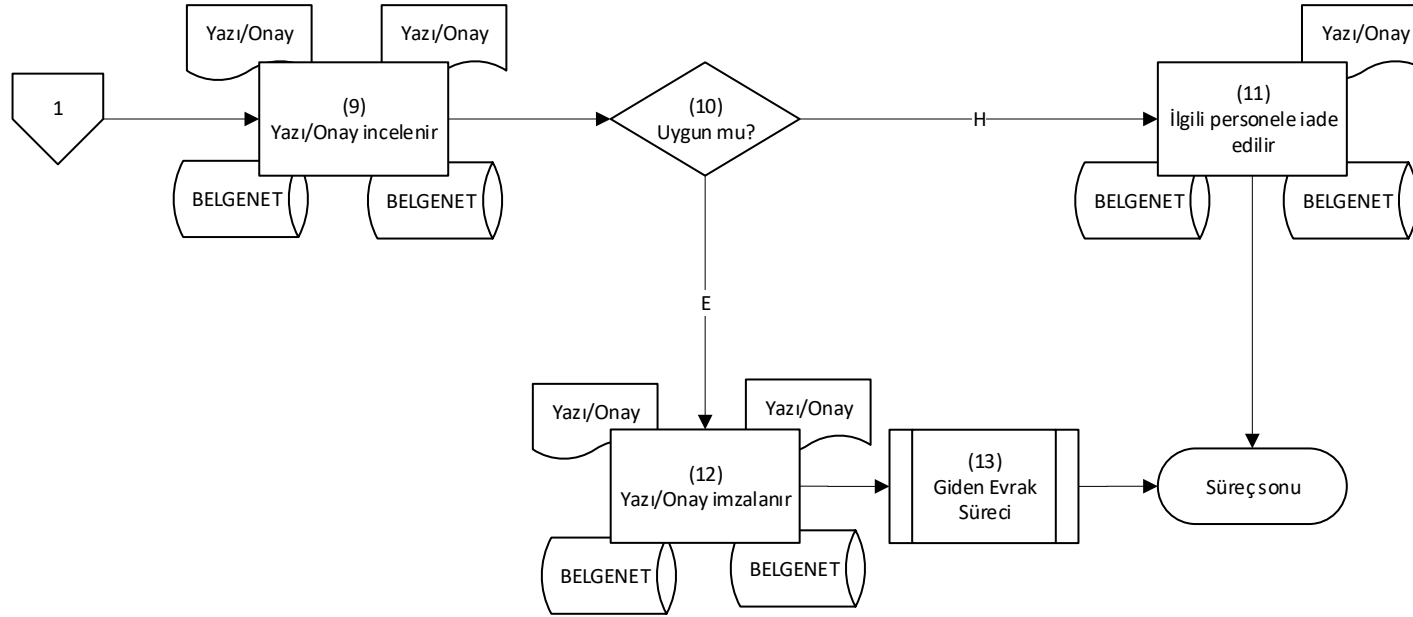 Yazı/Onay
Yazı/Onay
Yazı/Onay
1
(9)
Yazı/Onay incelenir
(10)
Uygun mu?
H
(11)
İlgili personele iade
edilir
BELGENET
BELGENET
BELGENET
BELGENET
E
Yazı/Onay
Yazı/Onay
(12)
Yazı/Onay imzalanır
(13)
Giden Evrak
Süreci
Süreç sonu
BELGENET
BELGENET